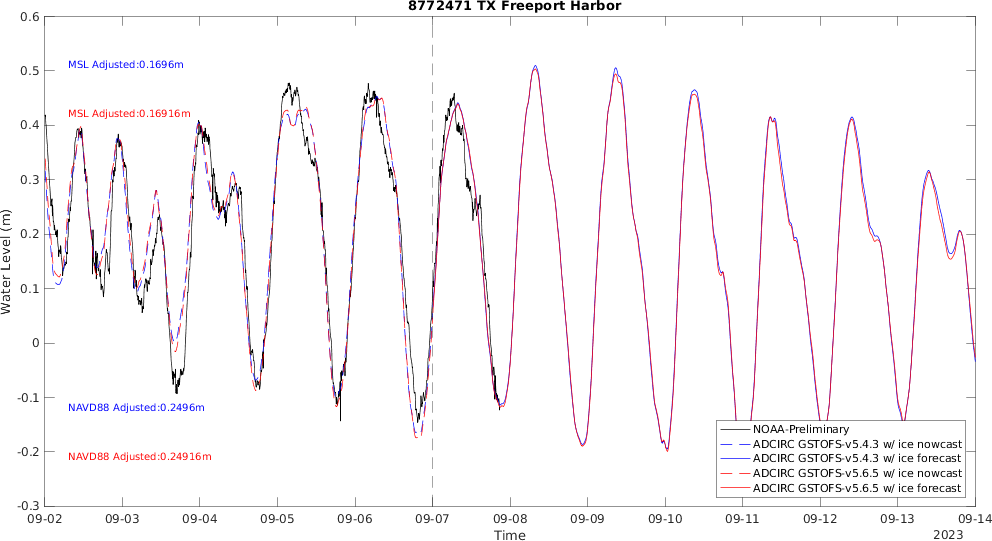 8772471 TX Freeport Harbor
0.6
0.5
0.4
0.3
0.2
0.1
0
-0.1
-0.2
-0.3
Water Level (m)
MSL Adjusted:0.1696m
MSL Adjusted:0.16916m
NAVD88 Adjusted:0.2496m
NAVD88 Adjusted:0.24916m
NOAA-Preliminary
ADCIRC GSTOFS-v5.4.3 w/ ice nowcast
ADCIRC GSTOFS-v5.4.3 w/ ice forecast
ADCIRC GSTOFS-v5.6.5 w/ ice nowcast
ADCIRC GSTOFS-v5.6.5 w/ ice forecast
09-02 09-03 09-04 09-05 09-06 09-07 09-08 09-09 09-10 09-11 09-12 09-13 09-14
Time
2023